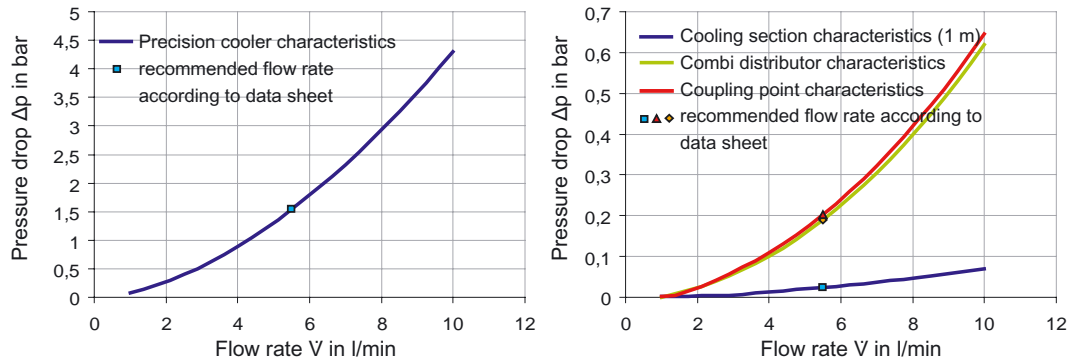 Pressure drop Δp in bar
5
4,5
4
3,5
3
2,5
2
1,5
1
0,5
0
Precision cooler characteristics
recommended flow rate
according to data sheet
0 2 4 6 8 10 12
Flow rate V̇ in l/min
Pressure drop Δp in bar
0,7
0,6
0,5
0,4
0,3
0,2
0,1
0
Cooling section characteristics (1 m)
Combi distributor characteristics
Coupling point characteristics
recommended flow rate according to
data sheet
0 2 4 6 8 10 12
Flow rate V̇ in l/min